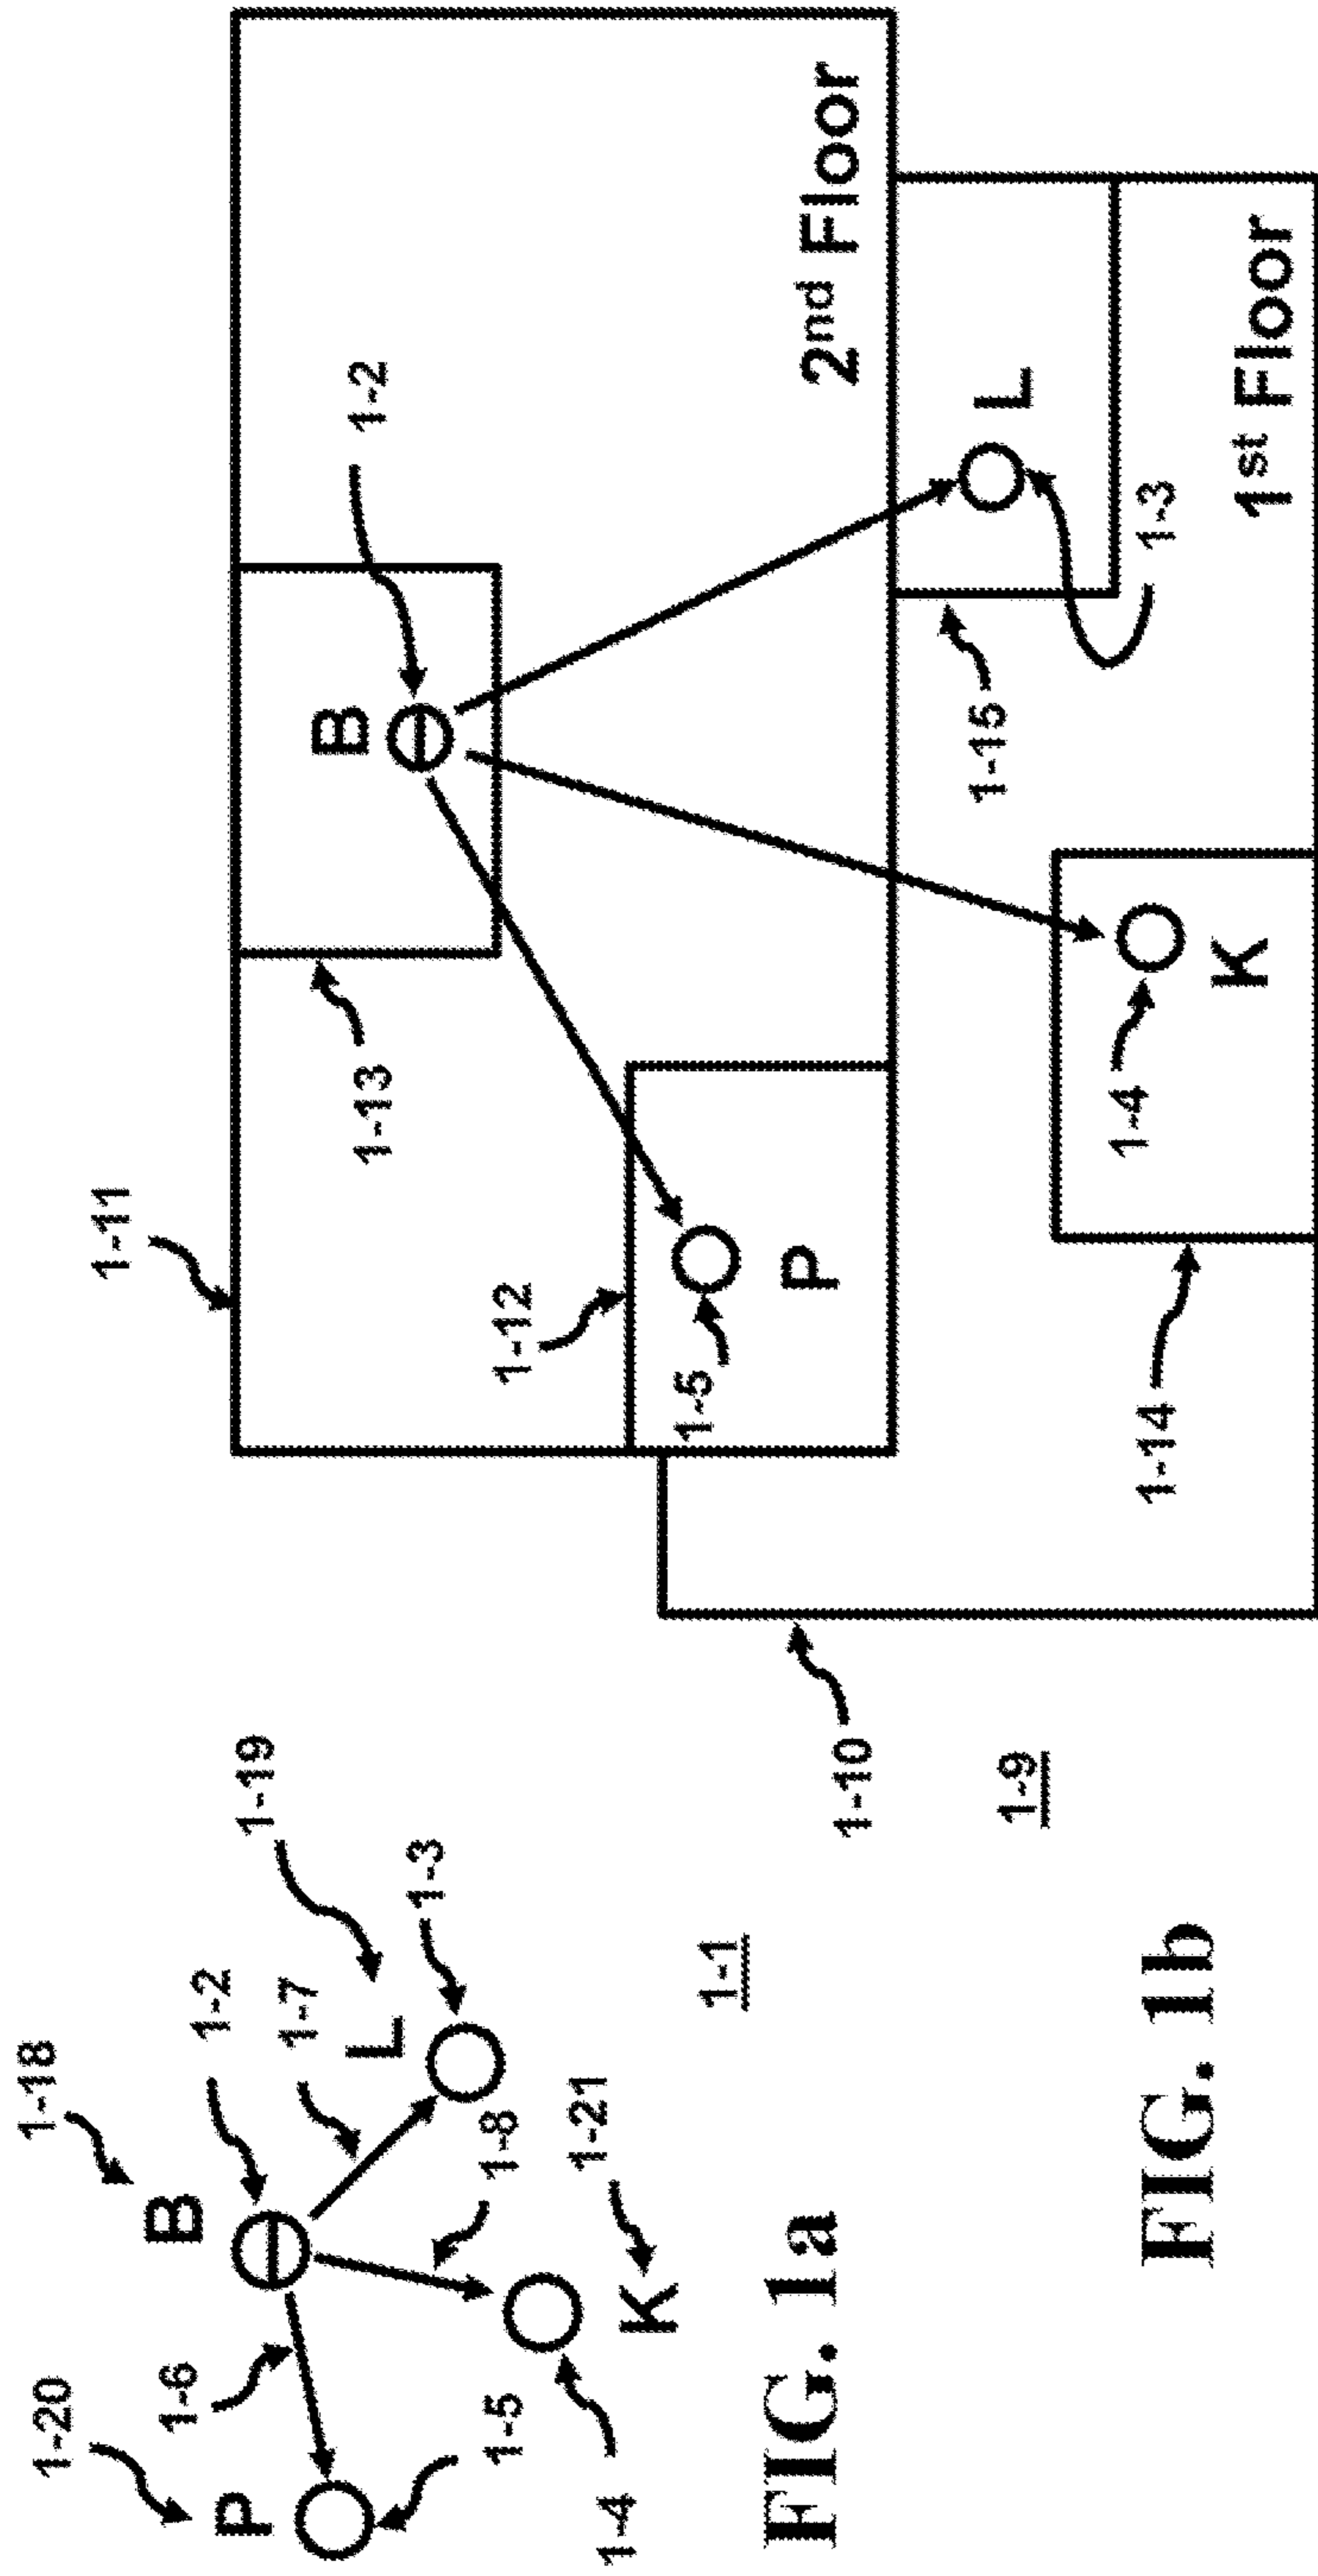 1-20
P
1-6
1-5
1-4
1-18
B
1-2
1-7
1-8
K
1-21
L
1-19
1-3
1-1
FIG. 1a
1-11
1-13
B
1-2
1-12
1-5
P
2nd Floor
1-10
1-14
1-4
K
1-15
L
1-3
1st Floor
1-9
FIG. 1b